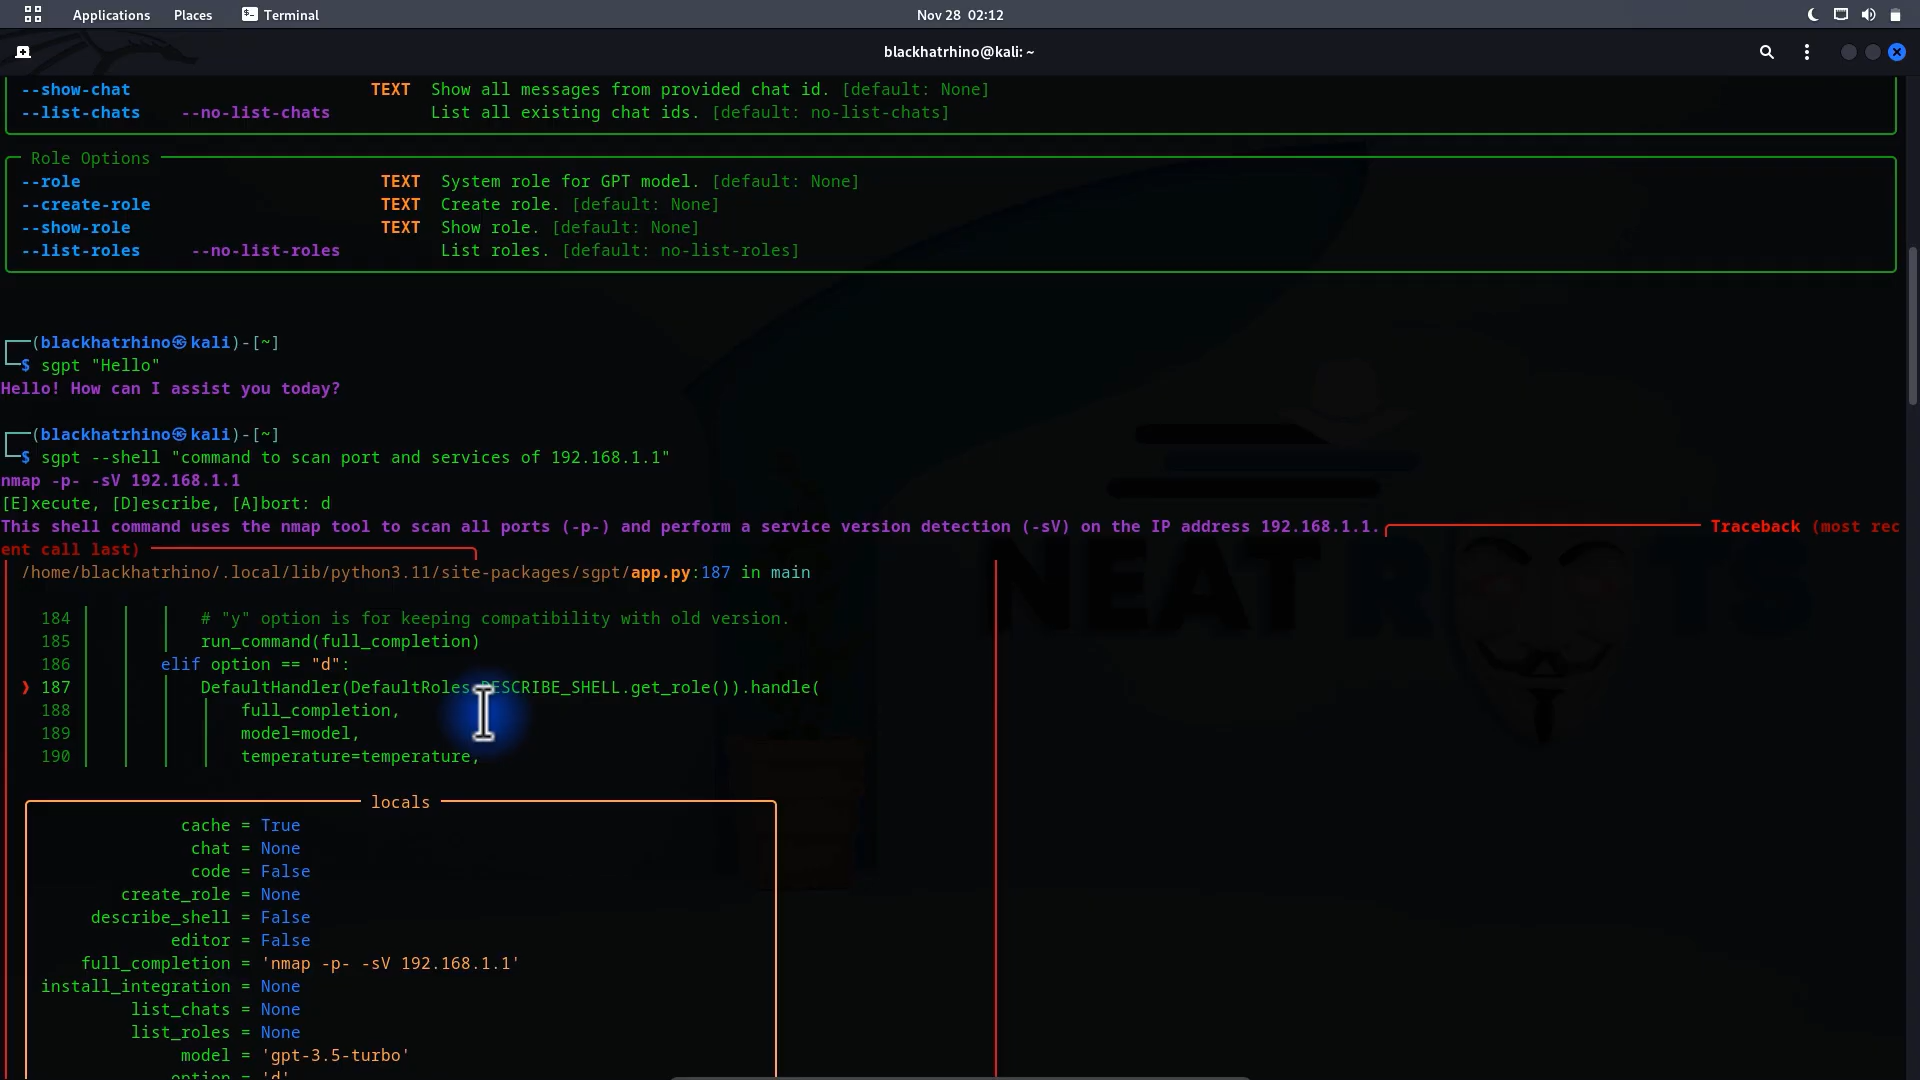 Applications Places Terminal Nov 28 02:12
blackhatrhino@kali: ~
--show-chat TEXT Show all messages from provided chat id. [default: None]
--list-chats --no-list-chats List all existing chat ids. [default: no-list-chats]
Role Options
--role TEXT System role for GPT model. [default: None]
--create-role TEXT Create role. [default: None]
--show-role TEXT Show role. [default: None]
--list-roles --no-list-roles List roles. [default: no-list-roles]
(blackhatrhino㉿kali)-[~]
$ sgpt "Hello"
Hello! How can I assist you today?
(blackhatrhino㉿kali)-[~]
$ sgpt --shell "command to scan port and services of 192.168.1.1"
nmap -p- -sV 192.168.1.1
[E]xecute, [D]escribe, [A]bort: d
This shell command uses the nmap tool to scan all ports (-p-) and perform a service version detection (-sV) on the IP address 192.168.1.1. Traceback (most rec
ent call last)
/home/blackhatrhino/.local/lib/python3.11/site-packages/sgpt/app.py:187 in main
184 # "y" option is for keeping compatibility with old version.
185 run_command(full_completion)
186 elif option == "d":
❱ 187 DefaultHandler(DefaultRoles.DESCRIBE_SHELL.get_role()).handle(
188 full_completion,
189 model=model,
190 temperature=temperature,
locals
cache = True
chat = None
code = False
create_role = None
describe_shell = False
editor = False
full_completion = 'nmap -p- -sV 192.168.1.1'
install_integration = None
list_chats = None
list_roles = None
model = 'gpt-3.5-turbo'
option = 'd'
NEAT ROOTS